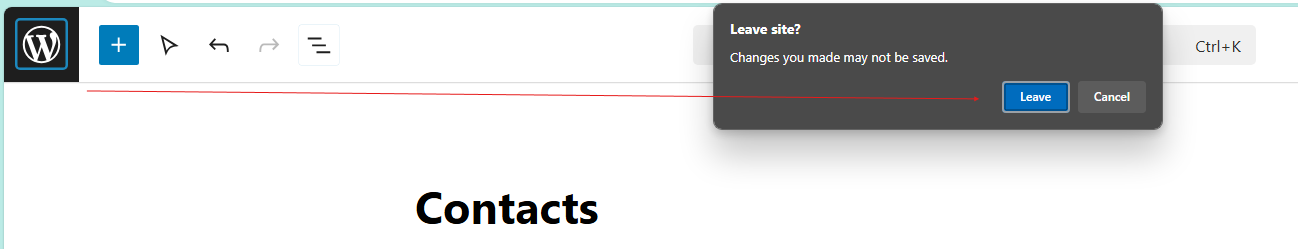 Leave site?
Changes you made may not be saved.
Ctrl+K
Leave
Cancel
Contacts